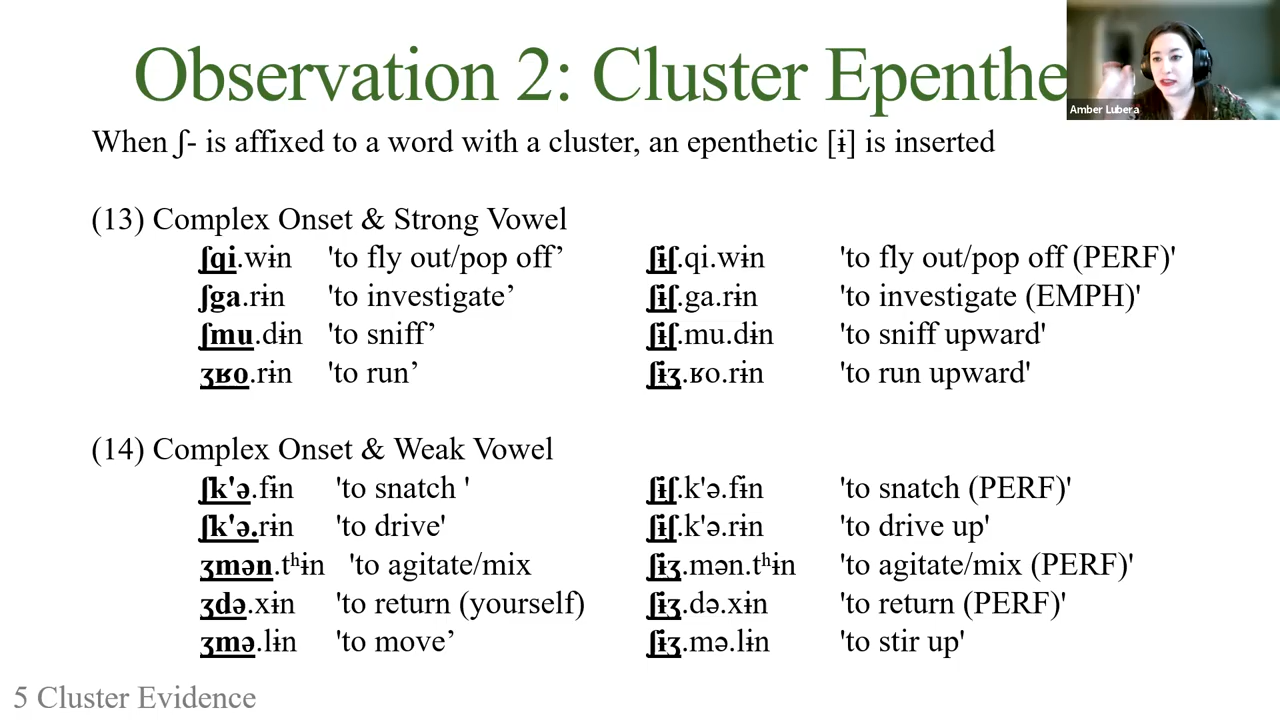 Observation 2: Cluster Epenthe
Amber Lubera
When ʃ- is affixed to a word with a cluster, an epenthetic [ɨ] is inserted
(13) Complex Onset & Strong Vowel
ʃqi.wɨn 'to fly out/pop off’ ʃɨʃ.qi.wɨn 'to fly out/pop off (PERF)'
ʃga.rɨn 'to investigate’ ʃɨʃ.ga.rɨn 'to investigate (EMPH)'
ʃmu.dɨn 'to sniff’ ʃɨʃ.mu.dɨn 'to sniff upward'
ʒʁo.rɨn 'to run’ ʃɨʒ.ʁo.rɨn 'to run upward'
(14) Complex Onset & Weak Vowel
ʃk'ə.fɨn 'to snatch ' ʃɨʃ.k'ə.fɨn 'to snatch (PERF)'
ʃk'ə.rɨn 'to drive' ʃɨʃ.k'ə.rɨn 'to drive up'
ʒmən.tʰɨn 'to agitate/mix ʃɨʒ.mən.tʰɨn 'to agitate/mix (PERF)'
ʒdə.xɨn 'to return (yourself) ʃɨʒ.də.xɨn 'to return (PERF)'
ʒmə.lɨn 'to move’ ʃɨʒ.mə.lɨn 'to stir up'
5 Cluster Evidence